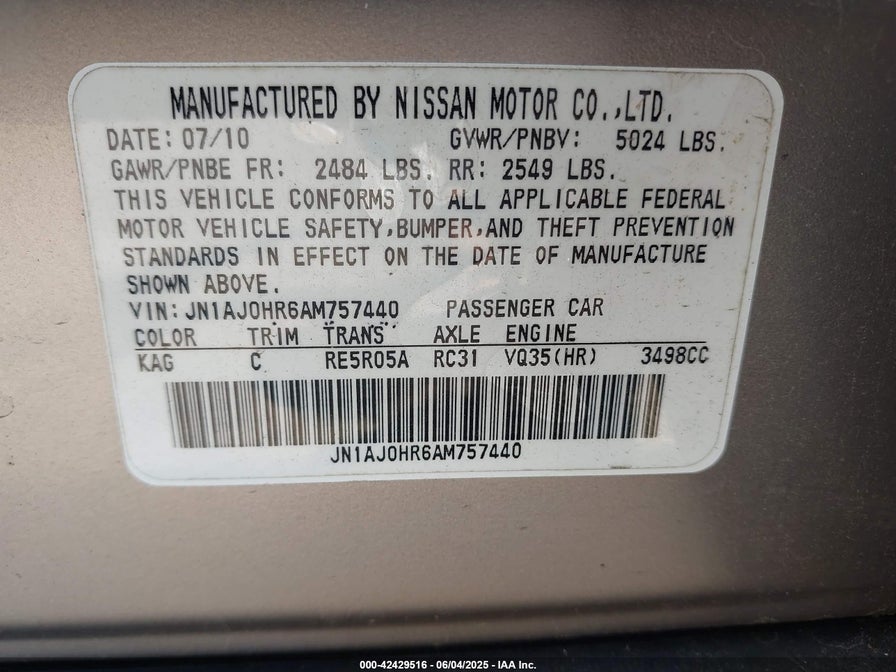 MANUFACTURED BY NISSAN MOTOR CO.,LTD.
DATE: 07/10 GVWR/PNBV: 5024 LBS.
GAWR/PNBE FR: 2484 LBS. RR: 2549 LBS.
THIS VEHICLE CONFORMS TO ALL APPLICABLE FEDERAL
MOTOR VEHICLE SAFETY,BUMPER,AND THEFT PREVENTION
STANDARDS IN EFFECT ON THE DATE OF MANUFACTURE
SHOWN ABOVE.
VIN:JN1AJ0HR6AM757440 PASSENGER CAR
COLOR TRIM TRANS AXLE ENGINE
KAG C RE5R05A RC31 VQ35(HR) 3498CC
JN1AJ0HR6AM757440
000-42429516 - 06/04/2025 - IAA Inc.